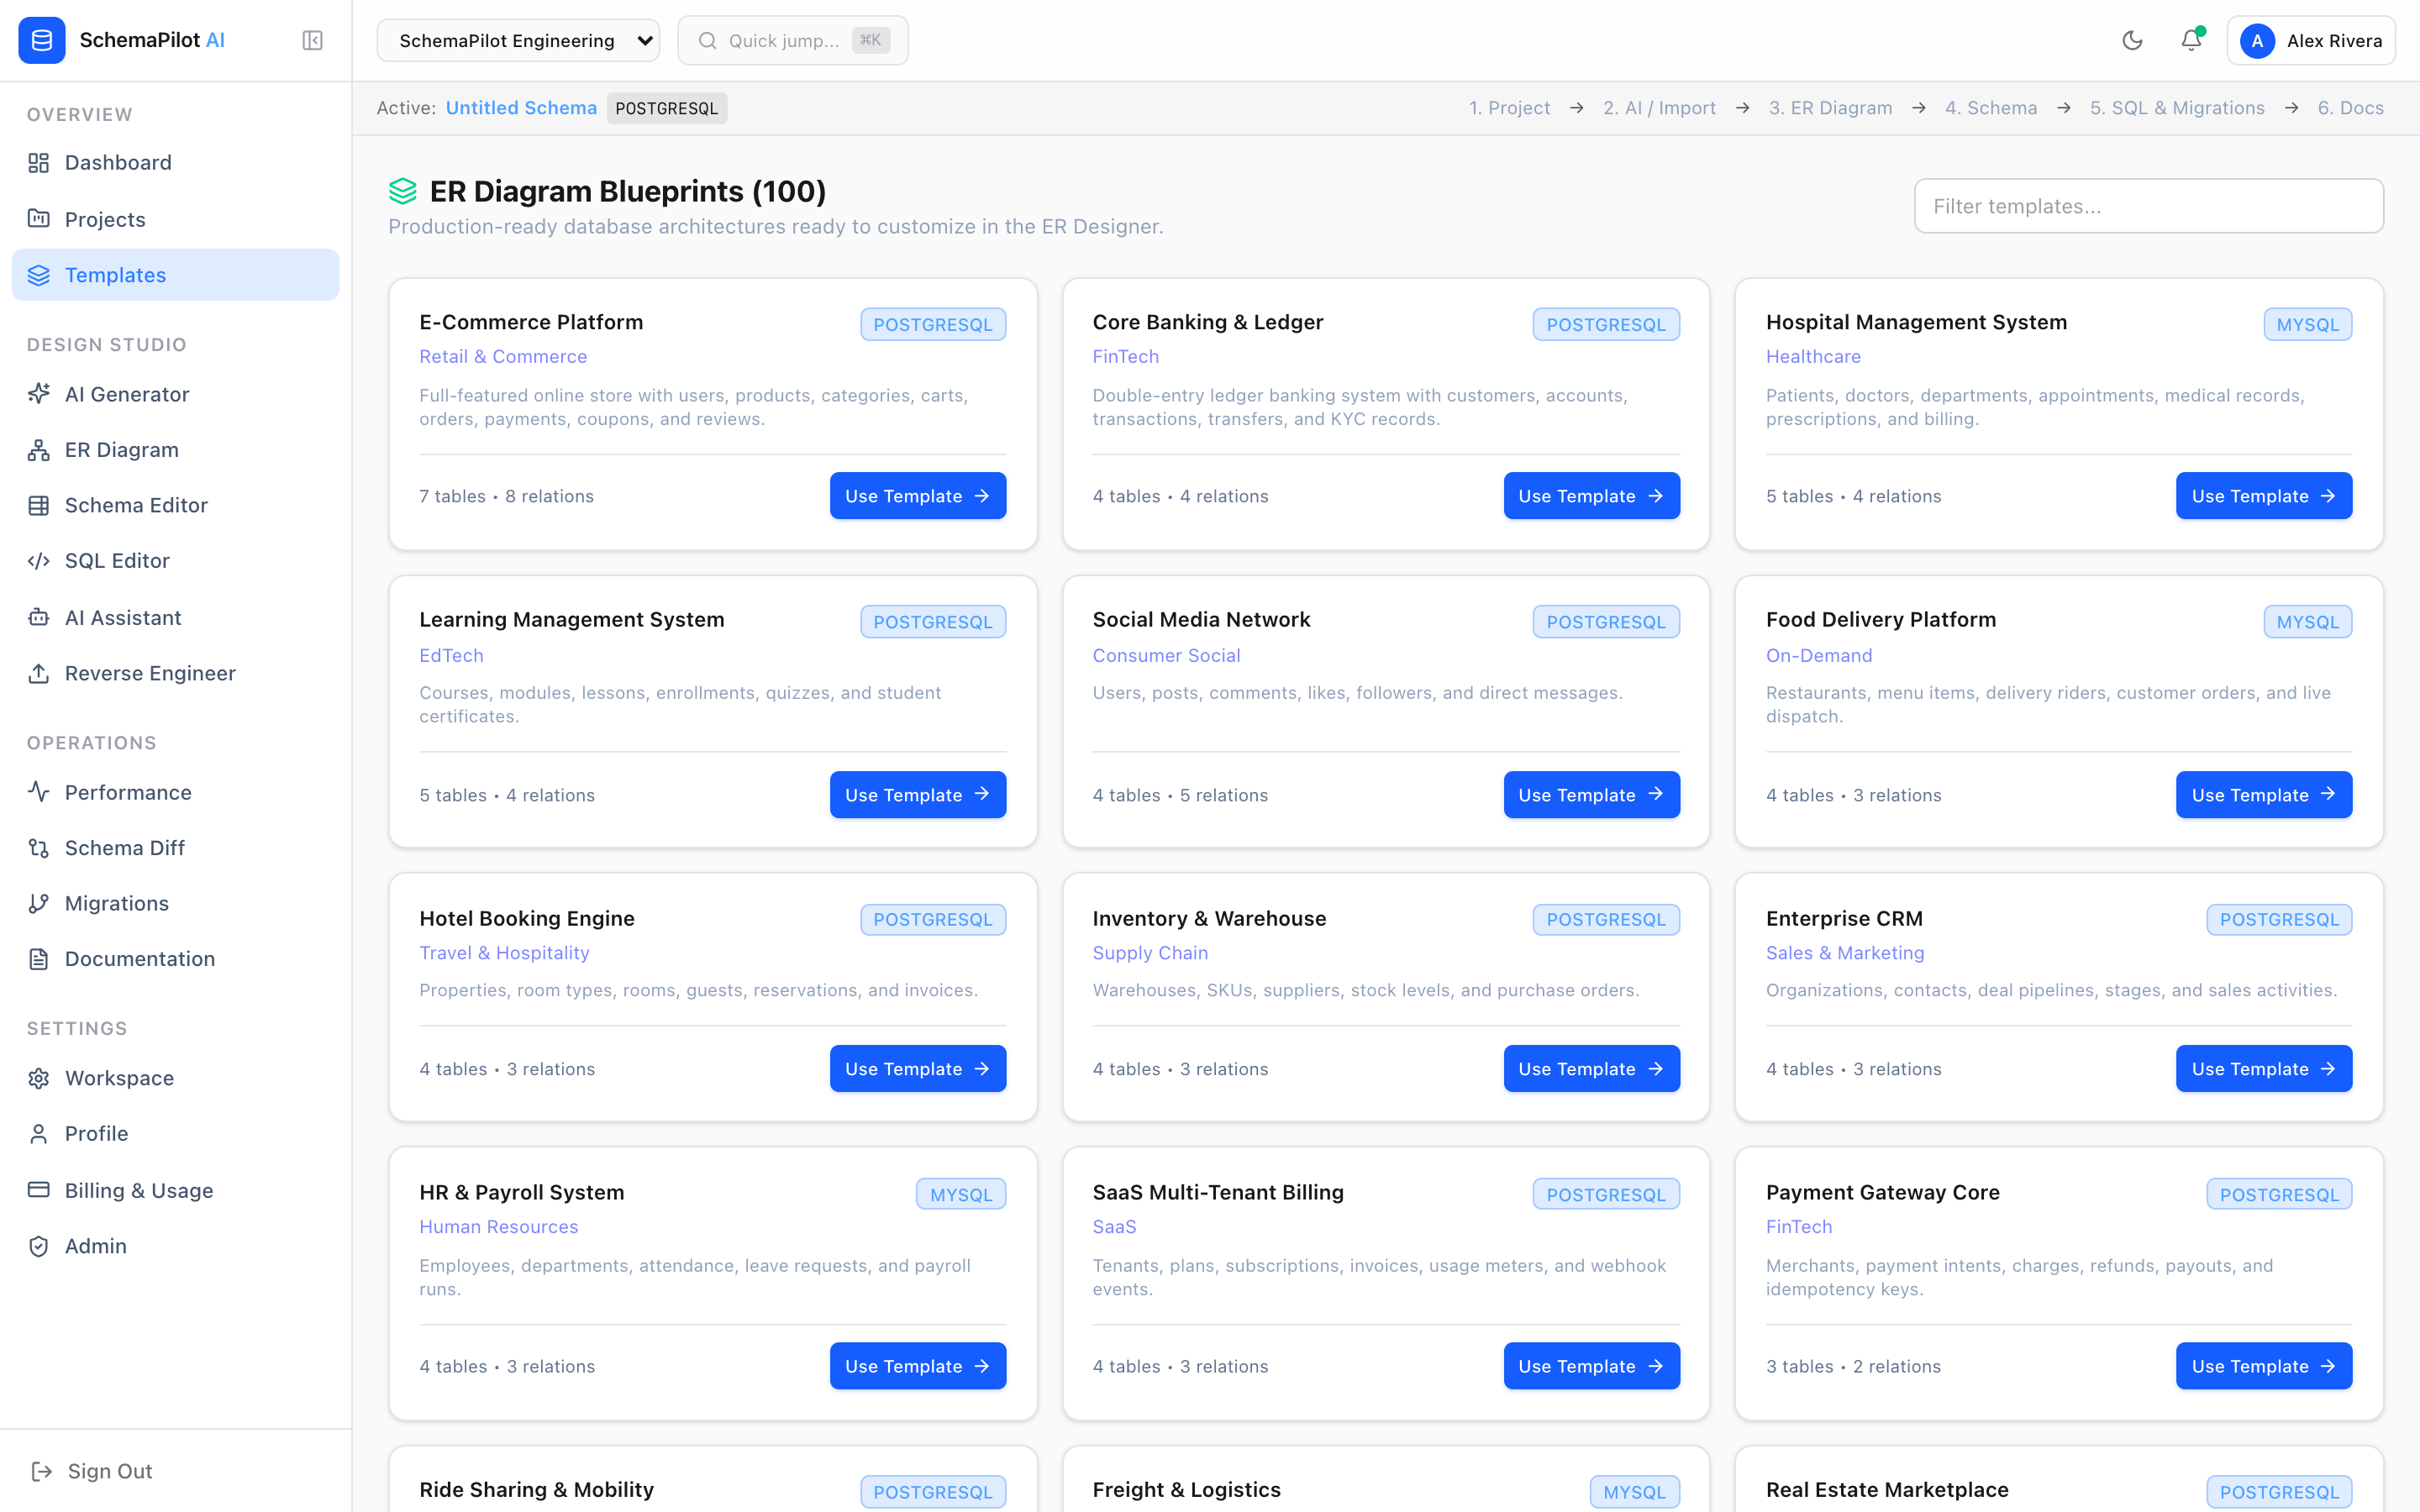 SchemaPilot AI
SchemaPilot Engineering
Quick jump... ⌘K
A Alex Rivera
OVERVIEW
Dashboard
Projects
Templates
DESIGN STUDIO
AI Generator
ER Diagram
Schema Editor
SQL Editor
AI Assistant
Reverse Engineer
OPERATIONS
Performance
Schema Diff
Migrations
Documentation
SETTINGS
Workspace
Profile
Billing & Usage
Admin
Sign Out
Active: Untitled Schema POSTGRESQL
1. Project → 2. AI / Import → 3. ER Diagram → 4. Schema → 5. SQL & Migrations → 6. Docs
ER Diagram Blueprints (100)
Production-ready database architectures ready to customize in the ER Designer.
Filter templates...
E-Commerce Platform POSTGRESQL
Retail & Commerce
Full-featured online store with users, products, categories, carts,
orders, payments, coupons, and reviews.
7 tables • 8 relations Use Template →
Core Banking & Ledger POSTGRESQL
FinTech
Double-entry ledger banking system with customers, accounts,
transactions, transfers, and KYC records.
4 tables • 4 relations Use Template →
Hospital Management System MYSQL
Healthcare
Patients, doctors, departments, appointments, medical records,
prescriptions, and billing.
5 tables • 4 relations Use Template →
Learning Management System POSTGRESQL
EdTech
Courses, modules, lessons, enrollments, quizzes, and student
certificates.
5 tables • 4 relations Use Template →
Social Media Network POSTGRESQL
Consumer Social
Users, posts, comments, likes, followers, and direct messages.
4 tables • 5 relations Use Template →
Food Delivery Platform MYSQL
On-Demand
Restaurants, menu items, delivery riders, customer orders, and live
dispatch.
4 tables • 3 relations Use Template →
Hotel Booking Engine POSTGRESQL
Travel & Hospitality
Properties, room types, rooms, guests, reservations, and invoices.
4 tables • 3 relations Use Template →
Inventory & Warehouse POSTGRESQL
Supply Chain
Warehouses, SKUs, suppliers, stock levels, and purchase orders.
4 tables • 3 relations Use Template →
Enterprise CRM POSTGRESQL
Sales & Marketing
Organizations, contacts, deal pipelines, stages, and sales activities.
4 tables • 3 relations Use Template →
HR & Payroll System MYSQL
Human Resources
Employees, departments, attendance, leave requests, and payroll
runs.
4 tables • 3 relations Use Template →
SaaS Multi-Tenant Billing POSTGRESQL
SaaS
Tenants, plans, subscriptions, invoices, usage meters, and webhook
events.
4 tables • 3 relations Use Template →
Payment Gateway Core POSTGRESQL
FinTech
Merchants, payment intents, charges, refunds, payouts, and
idempotency keys.
3 tables • 2 relations Use Template →
Ride Sharing & Mobility POSTGRESQL
Freight & Logistics MYSQL
Real Estate Marketplace POSTGRESQL